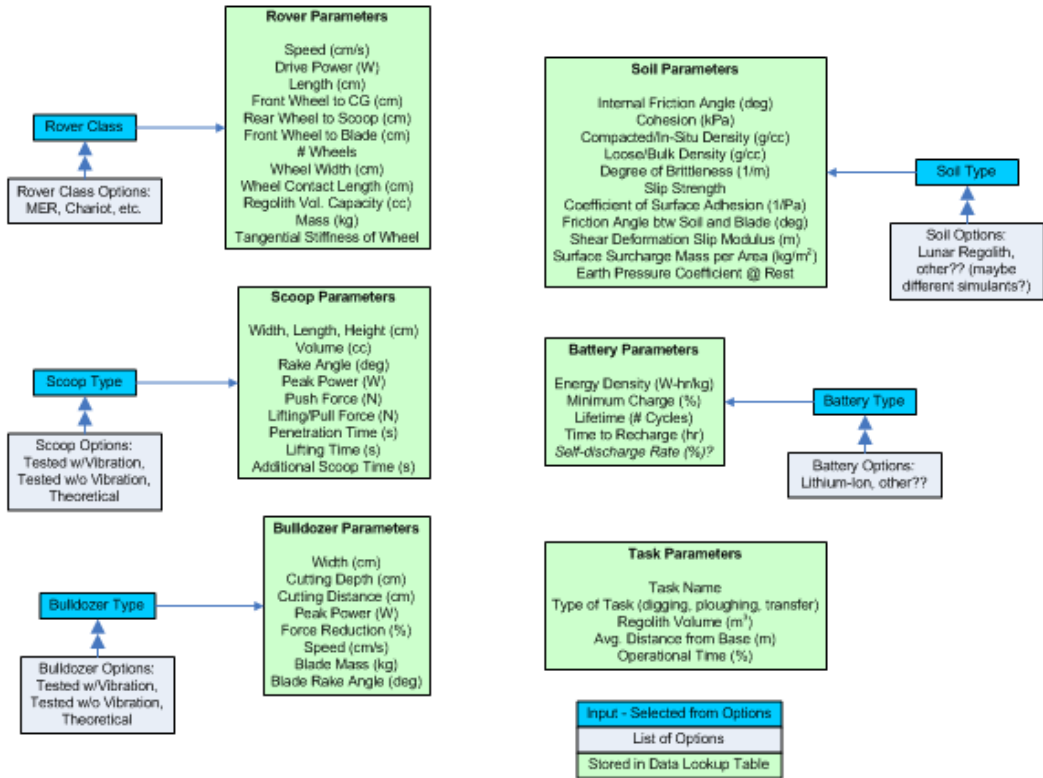 Rover Parameters
Speed (cm/s)
Drive Power (W)
Length (cm)
Front Wheel to CG (cm)
Rear Wheel to Scoop (cm)
Front Wheel to Blade (cm)
# Wheels
Wheel Width (cm)
Wheel Contact Length (cm)
Regolith Vol. Capacity (cc)
Mass (kg)
Tangential Stiffness of Wheel
Rover Class
Rover Class Options:
MER, Chariot, etc.
Scoop Parameters
Width, Length, Height (cm)
Volume (cc)
Rake Angle (deg)
Peak Power (W)
Push Force (N)
Lifting/Pull Force (N)
Penetration Time (s)
Lifting Time (s)
Additional Scoop Time (s)
Scoop Type
Scoop Options:
Tested w/Vibration,
Tested w/o Vibration,
Theoretical
Bulldozer Parameters
Width (cm)
Cutting Depth (cm)
Cutting Distance (cm)
Peak Power (W)
Force Reduction (%)
Speed (cm/s)
Blade Mass (kg)
Blade Rake Angle (deg)
Bulldozer Type
Bulldozer Options:
Tested w/Vibration,
Tested w/o Vibration,
Theoretical
Soil Parameters
Internal Friction Angle (deg)
Cohesion (kPa)
Compacted/In-Situ Density (g/cc)
Loose/Bulk Density (g/cc)
Degree of Brittleness (1/m)
Slip Strength
Coefficient of Surface Adhesion (1/Pa)
Friction Angle btw Soil and Blade (deg)
Shear Deformation Slip Modulus (m)
Surface Surcharge Mass per Area (kg/m²)
Earth Pressure Coefficient @ Rest
Soil Type
Soil Options:
Lunar Regolith,
other?? (maybe
different simulants?)
Battery Parameters
Energy Density (W-hr/kg)
Minimum Charge (%)
Lifetime (# Cycles)
Time to Recharge (hr)
Self-discharge Rate (%)?
Battery Type
Battery Options:
Lithium-Ion, other??
Task Parameters
Task Name
Type of Task (digging, ploughing, transfer)
Regolith Volume (m³)
Avg. Distance from Base (m)
Operational Time (%)
Input - Selected from Options
List of Options
Stored in Data Lookup Table